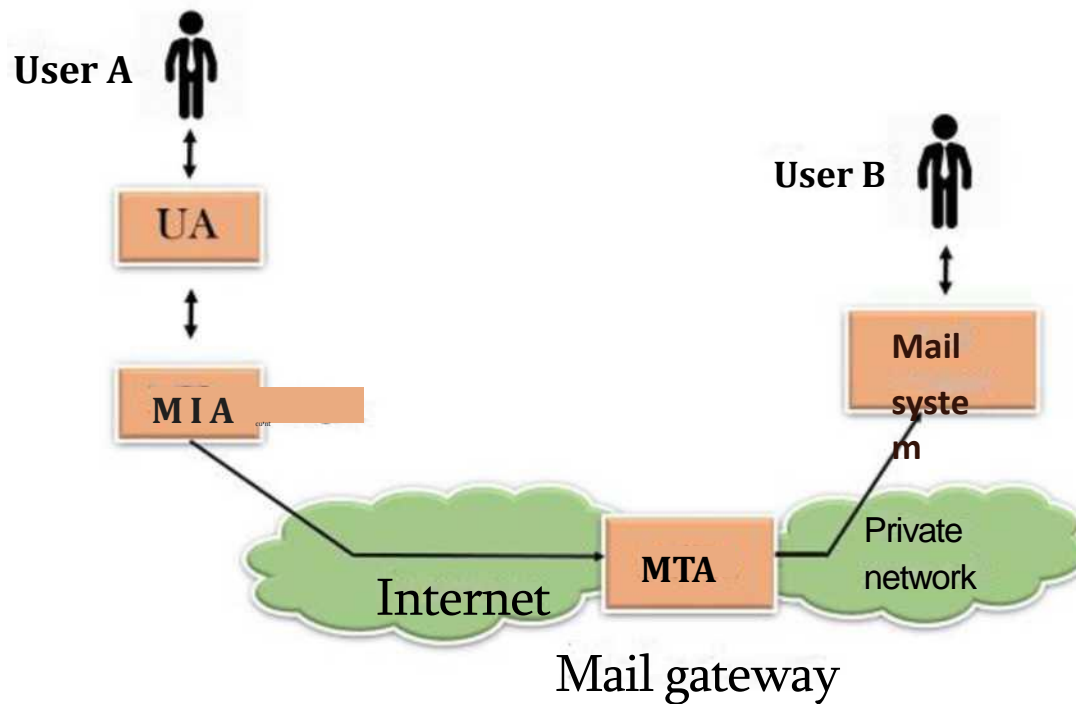 User A
User B
UA
Mail
syste
m
M I A
Private
network
MTA
Internet
Mail gateway